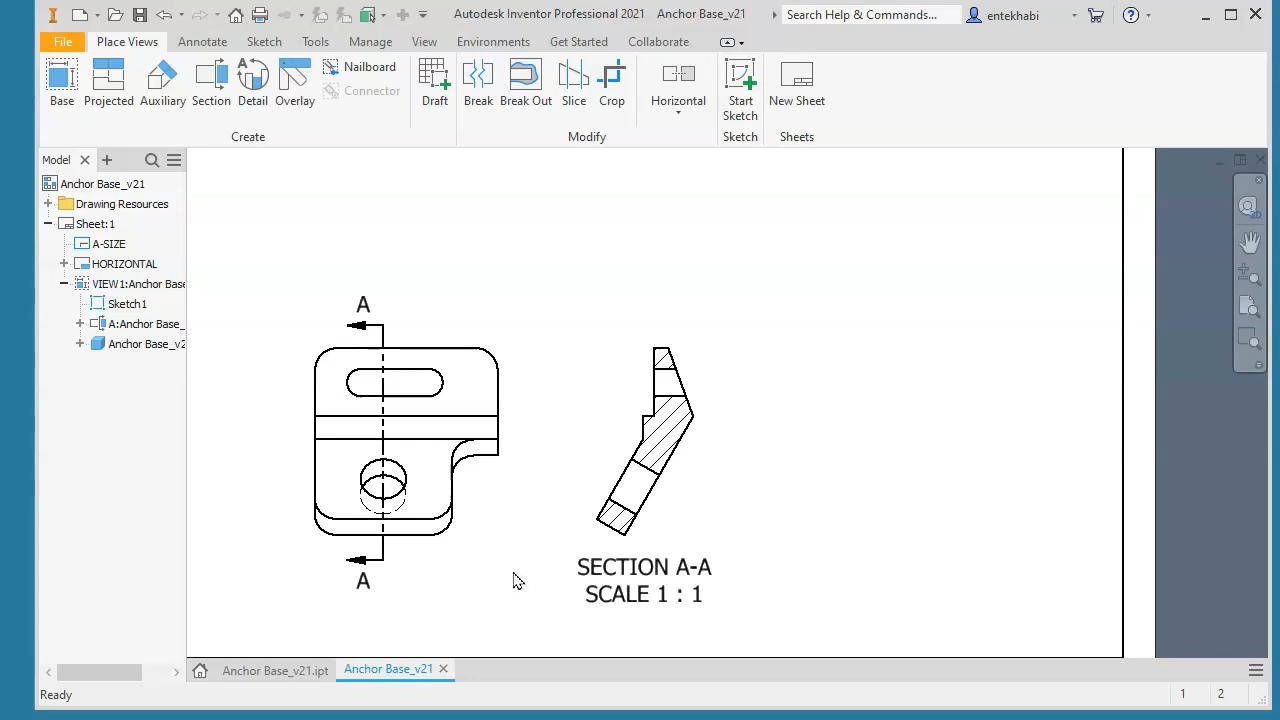 Autodesk Inventor Professional 2021 Anchor Base_v21
Search Help & Commands...
entekhabi
File Place Views Annotate Sketch Tools Manage View Environments Get Started Collaborate
Base Projected Auxiliary Section Detail Overlay
Nailboard
Connector
Draft
Break Break Out Slice Crop
Horizontal
Start
Sketch
New Sheet
Create
Modify
Sketch
Sheets
Model
Anchor Base_v21
Drawing Resources
Sheet:1
A-SIZE
HORIZONTAL
VIEW1:Anchor Base
Sketch1
A:Anchor Base_
Anchor Base_v2
A
A
SECTION A-A
SCALE 1 : 1
2D
Anchor Base_v21.ipt
Anchor Base_v21
Ready
1 2